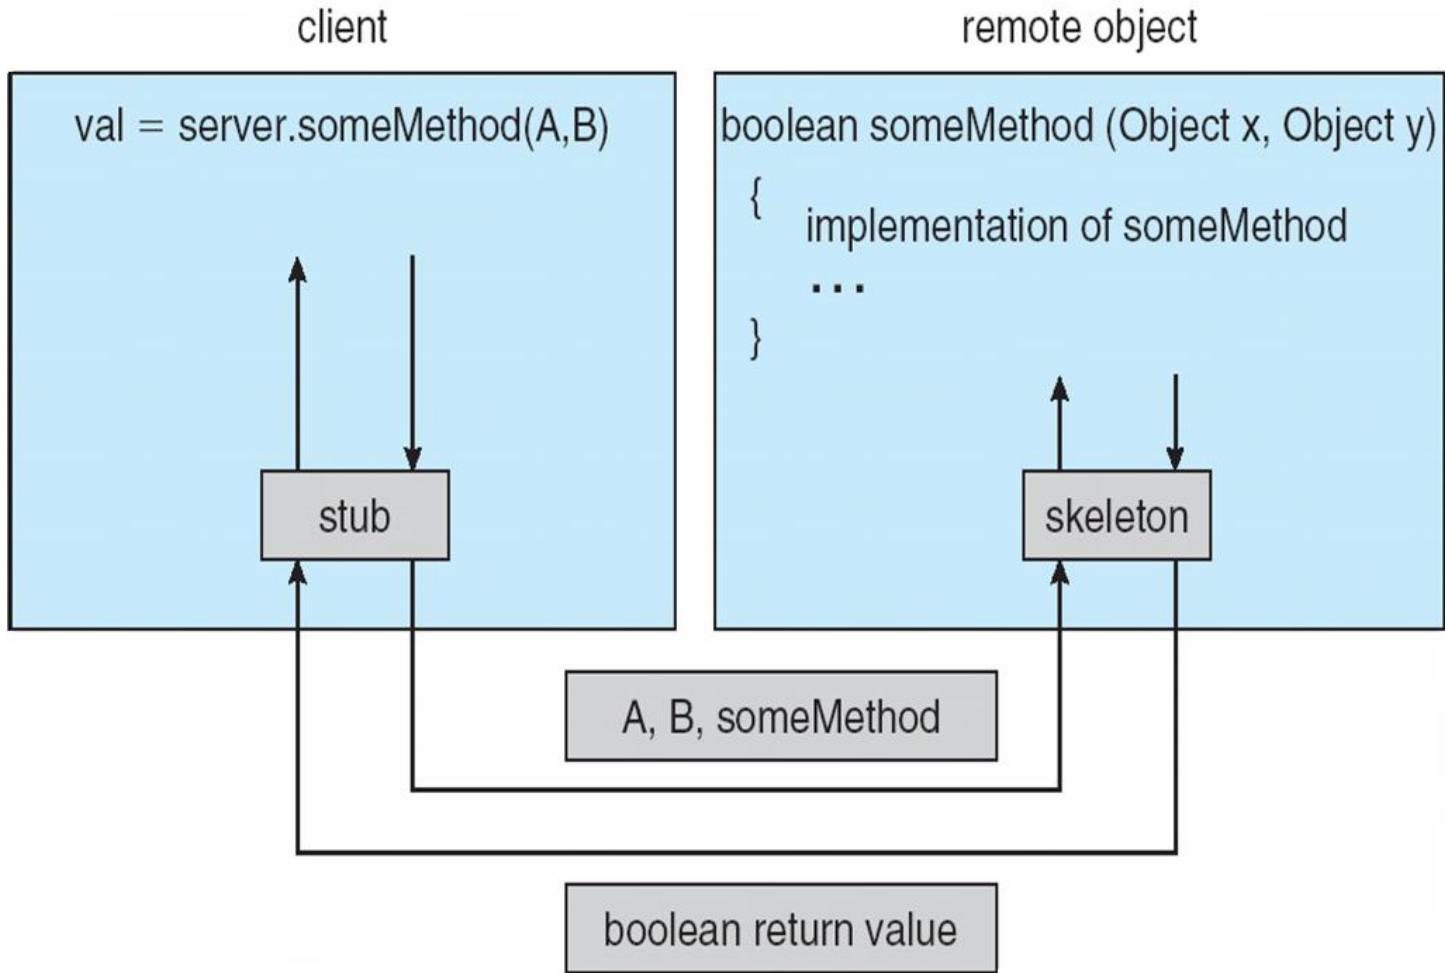 client
val = server.someMethod(A,B)
stub
remote object
boolean someMethod (Object x, Object y)
{
implementation of someMethod
...
}
skeleton
A, B, someMethod
boolean return value